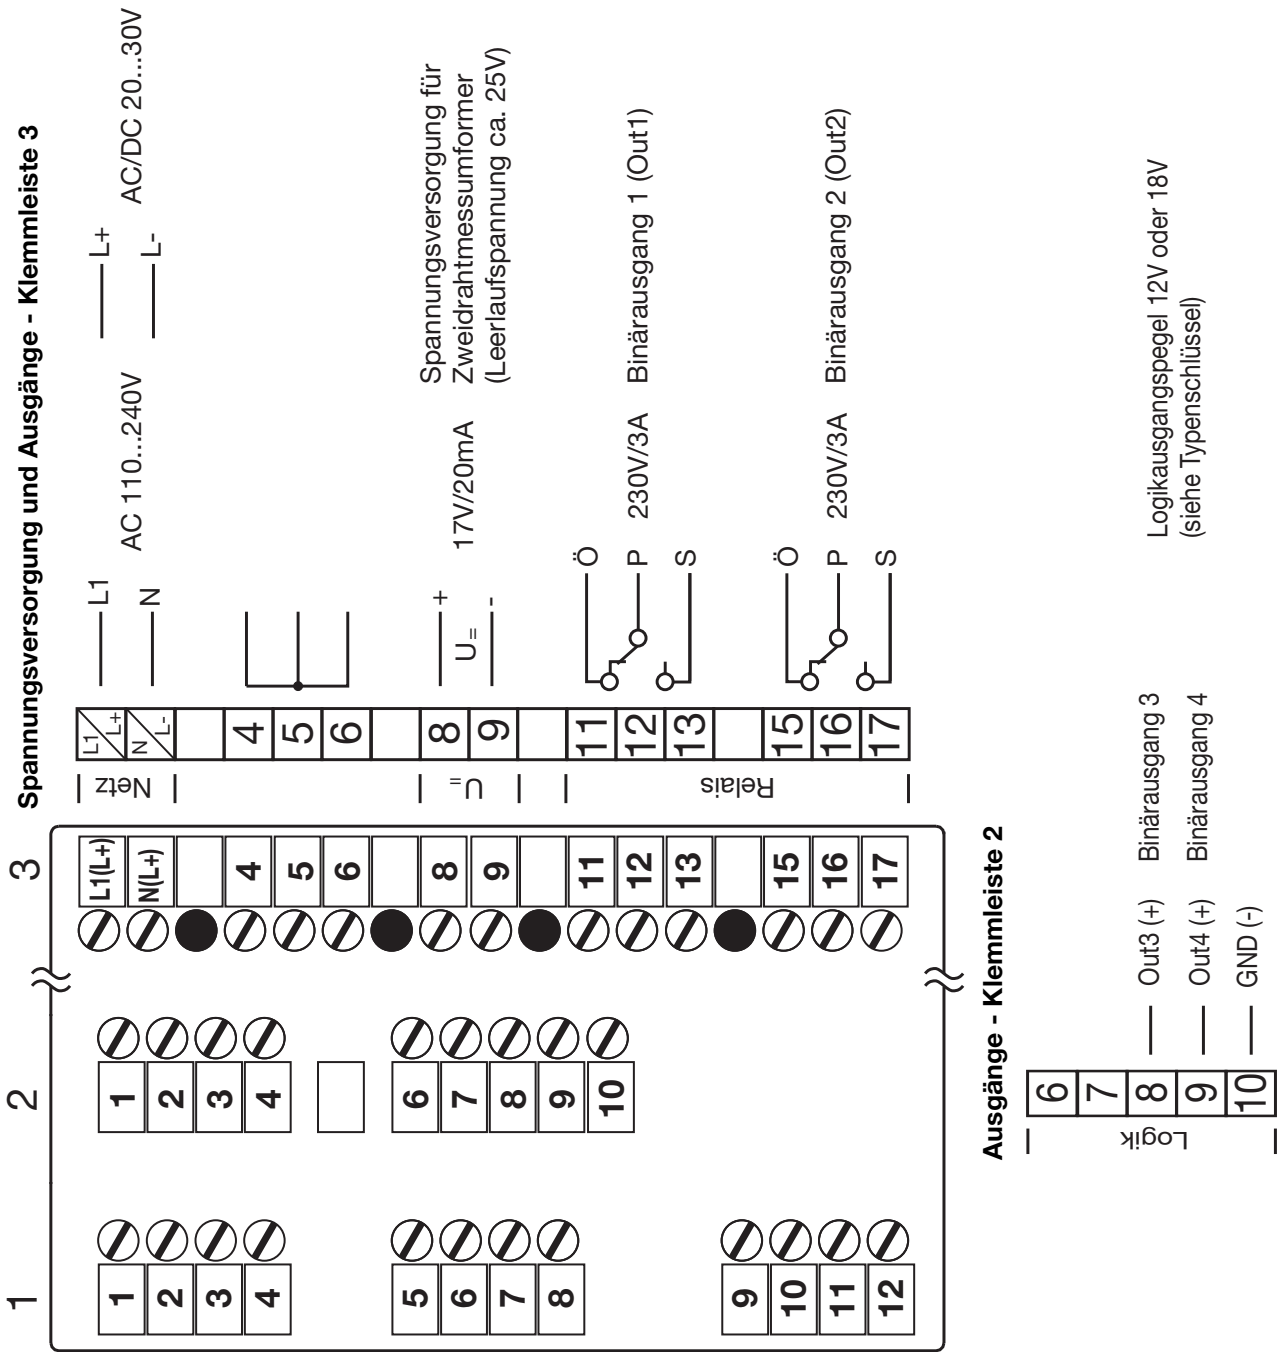 Spannungsversorgung und Ausgänge - Klemmleiste 3
L1
N
AC 110...240V
L+
L-
AC/DC 20...30V
+
U=
-
17V/20mA
Spannungsversorgung für
Zweidrahtmessumformer
(Leerlaufspannung ca. 25V)
Ö
P
S
230V/3A
Binärausgang 1 (Out1)
Ö
P
S
230V/3A
Binärausgang 2 (Out2)
L1 L+
N L-
4
5
6
8
9
11
12
13
15
16
17
Netz
U=
Relais
3
L1(L+)
N(L+)
4
5
6
8
9
11
12
13
15
16
17
2
1
2
3
4
6
7
8
9
10
1
1
2
3
4
5
6
7
8
9
10
11
12
Ausgänge - Klemmleiste 2
Logik
6
7
8
9
10
Out3 (+) Binärausgang 3
Out4 (+) Binärausgang 4
GND (-)
Logikausgangspegel 12V oder 18V
(siehe Typenschlüssel)